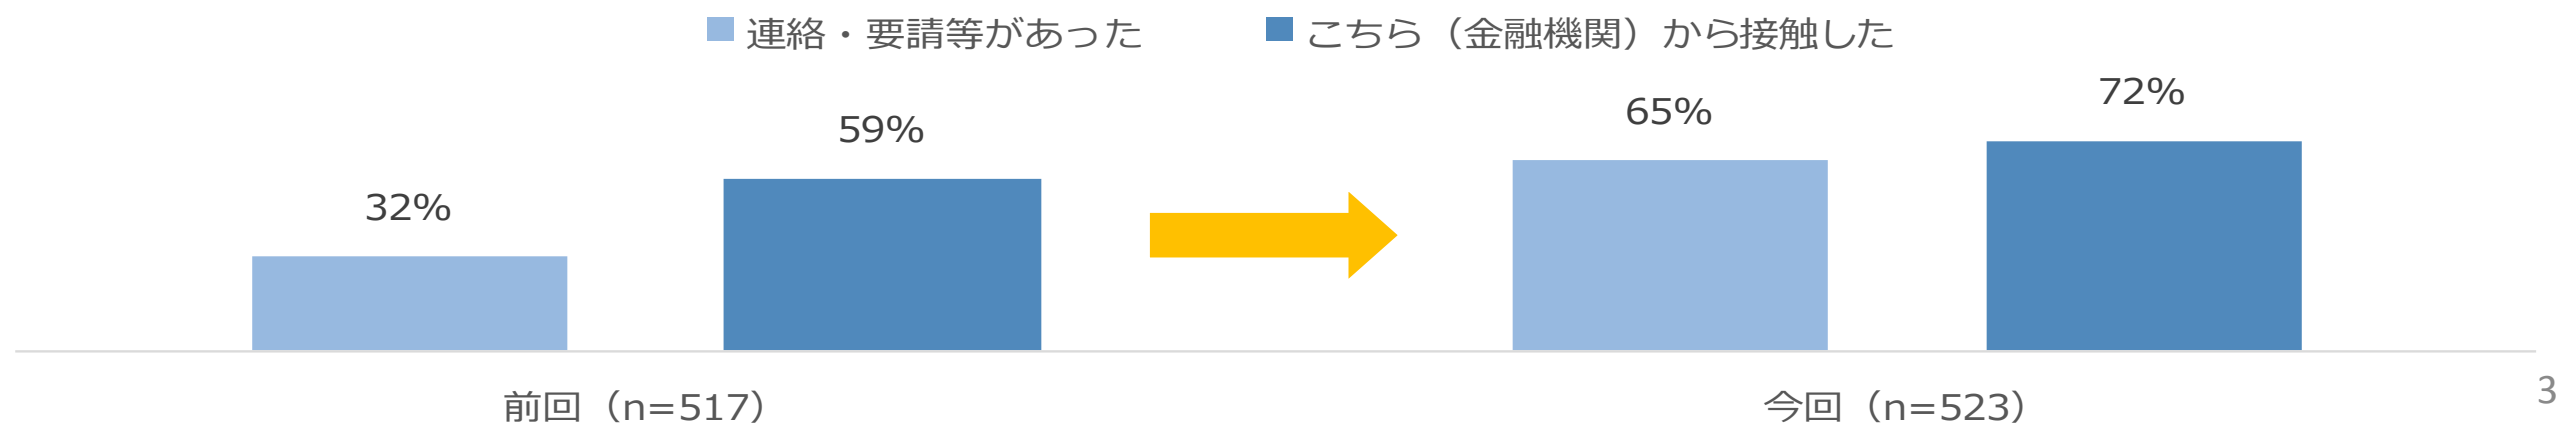 連絡・要請等があった こちら（金融機関）から接触した
72%
65%
59%
32%
前回（n=517） 今回（n=523）
3